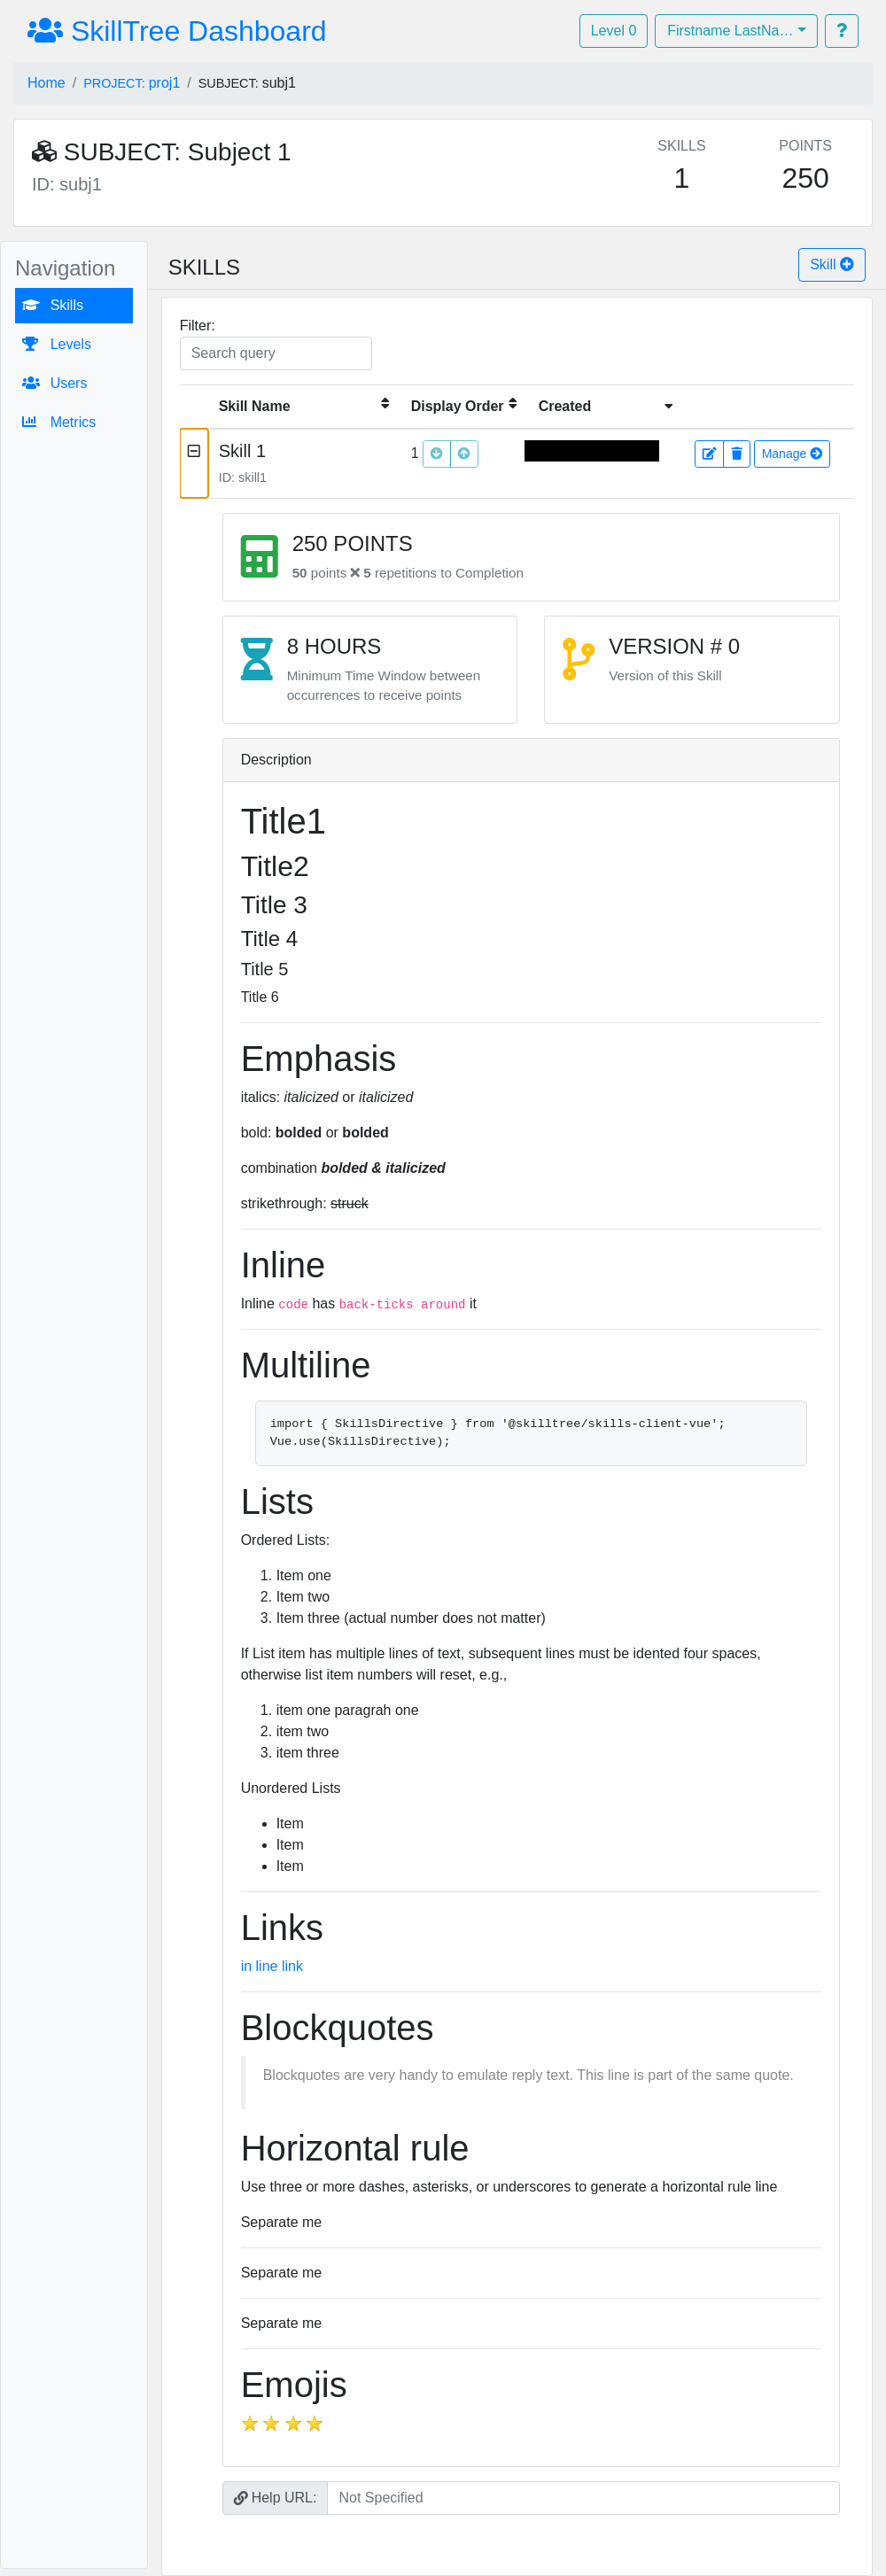 SkillTree Dashboard
Level 0
Firstname LastNa…
?
Home / PROJECT: proj1 / SUBJECT: subj1
SUBJECT: Subject 1
ID: subj1
SKILLS
1
POINTS
250
Navigation
Skills
Levels
Users
Metrics
SKILLS
Skill
Filter:
Search query
Skill Name
Display Order
Created
Skill 1
ID: skill1
1
Manage
250 POINTS
50 points × 5 repetitions to Completion
8 HOURS
Minimum Time Window between
occurrences to receive points
VERSION # 0
Version of this Skill
Description
Title1
Title2
Title 3
Title 4
Title 5
Title 6
Emphasis
italics: italicized or italicized
bold: bolded or bolded
combination bolded & italicized
strikethrough: struck
Inline
Inline code has back-ticks around it
Multiline
import { SkillsDirective } from '@skilltree/skills-client-vue';
Vue.use(SkillsDirective);
Lists
Ordered Lists:
1. Item one
2. Item two
3. Item three (actual number does not matter)
If List item has multiple lines of text, subsequent lines must be idented four spaces,
otherwise list item numbers will reset, e.g.,
1. item one paragrah one
2. item two
3. item three
Unordered Lists
• Item
• Item
• Item
Links
in line link
Blockquotes
Blockquotes are very handy to emulate reply text. This line is part of the same quote.
Horizontal rule
Use three or more dashes, asterisks, or underscores to generate a horizontal rule line
Separate me
Separate me
Separate me
Emojis
Help URL:
Not Specified